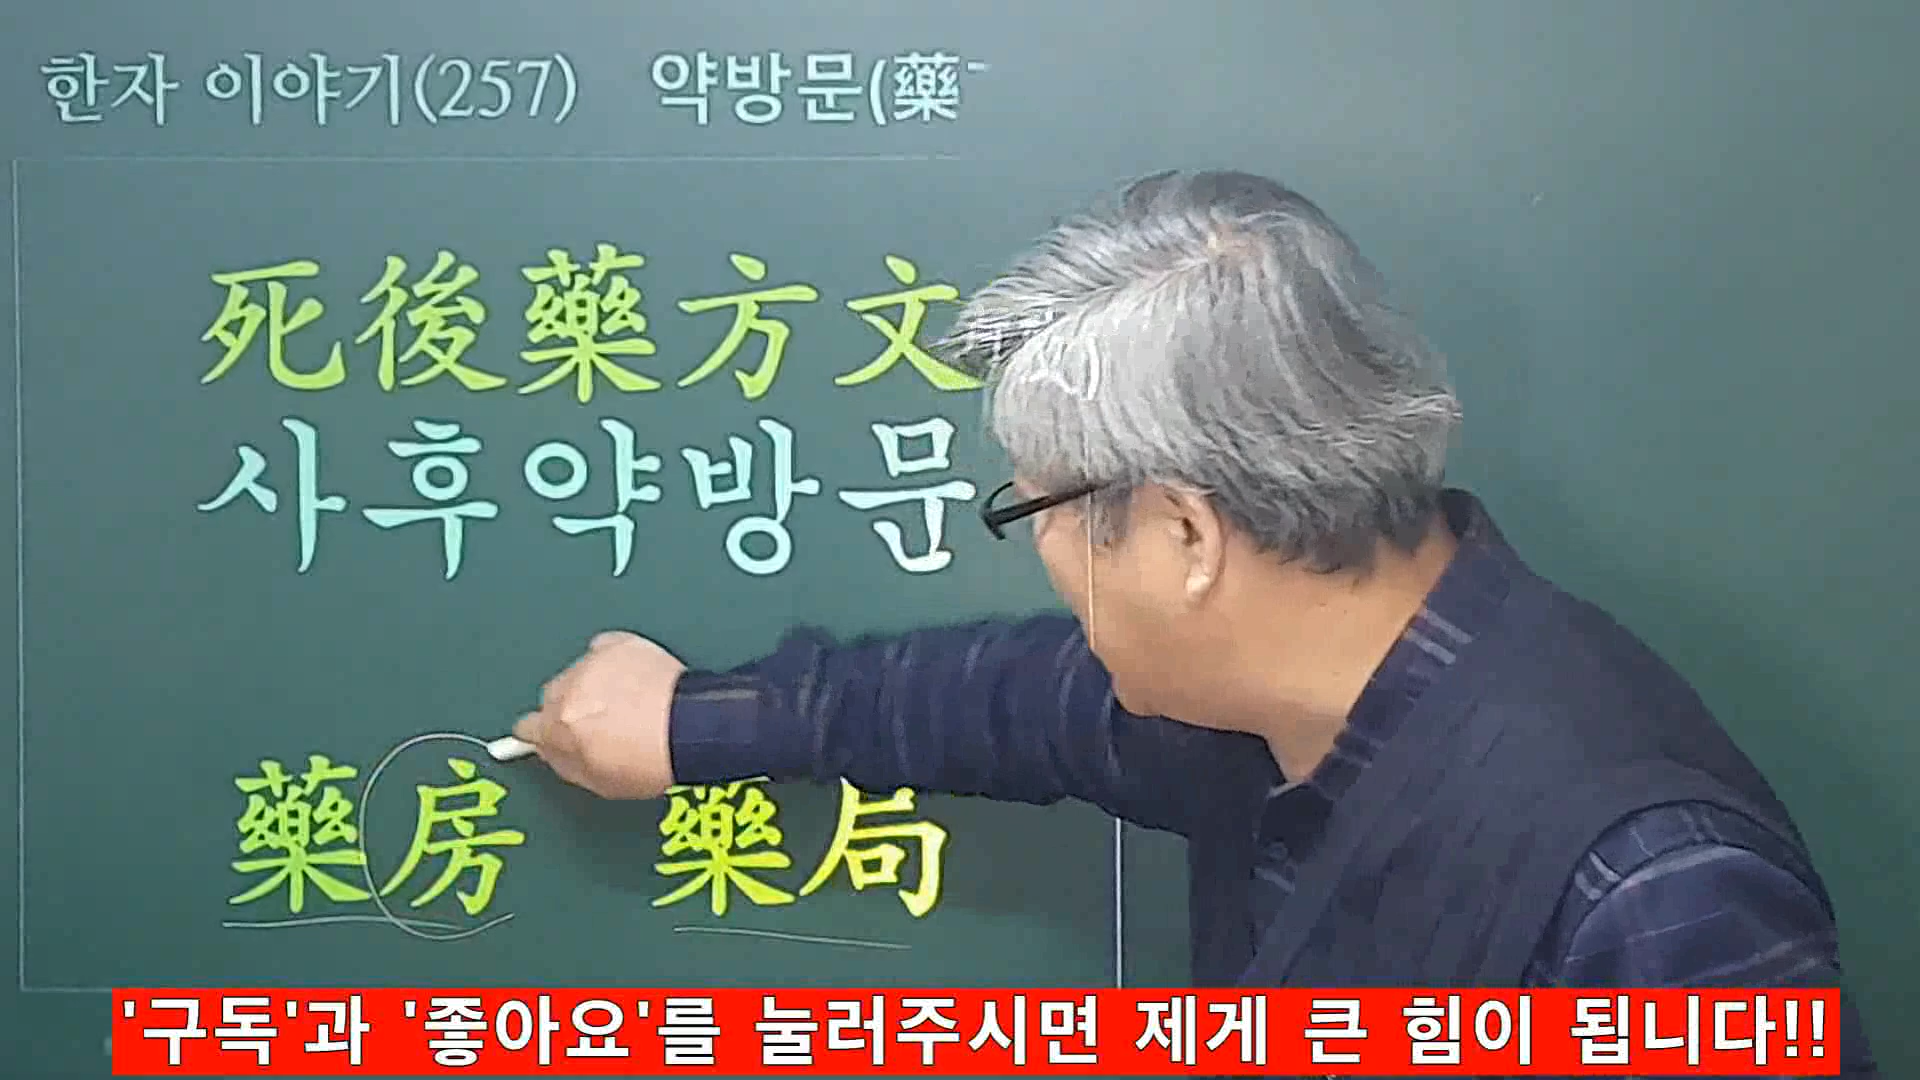 한자 이야기(257) 약방문(藥
死後藥方文
사후약방문
藥房 藥局
'구독'과 '좋아요'를 눌러주시면 제게 큰 힘이 됩니다!!